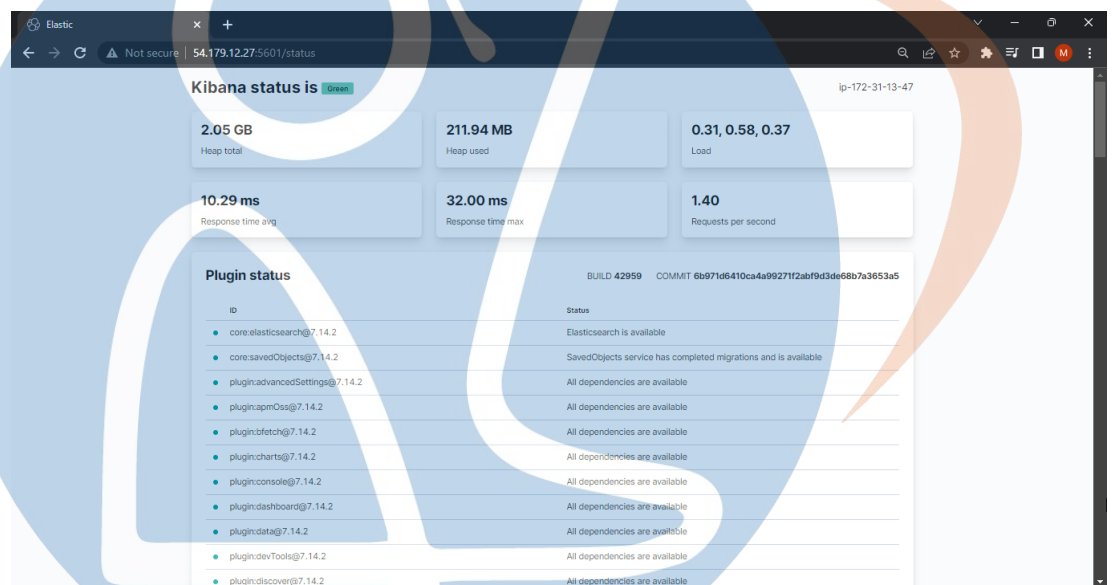 Elastic
Not secure 54.179.12.27:5601/status
M
Kibana status is Green
ip-172-31-13-47
2.05 GB
Heap total
211.94 MB
Heap used
0.31, 0.58, 0.37
Load
10.29 ms
Response time avg
32.00 ms
Response time max
1.40
Requests per second
Plugin status
BUILD 42959 COMMIT 6b971d6410ca4a99271f2abf9d3de68b7a3653a5
ID Status
core:elasticsearch@7.14.2 Elasticsearch is available
core:savedObjects@7.14.2 SavedObjects service has completed migrations and is available
plugin:advancedSettings@7.14.2 All dependencies are available
plugin:apmOss@7.14.2 All dependencies are available
plugin:bfetch@7.14.2 All dependencies are available
plugin:charts@7.14.2 All dependencies are available
plugin:console@7.14.2 All dependencies are available
plugin:dashboard@7.14.2 All dependencies are available
plugin:data@7.14.2 All dependencies are available
plugin:devTools@7.14.2 All dependencies are available
plugin:discover@7.14.2 All dependencies are available